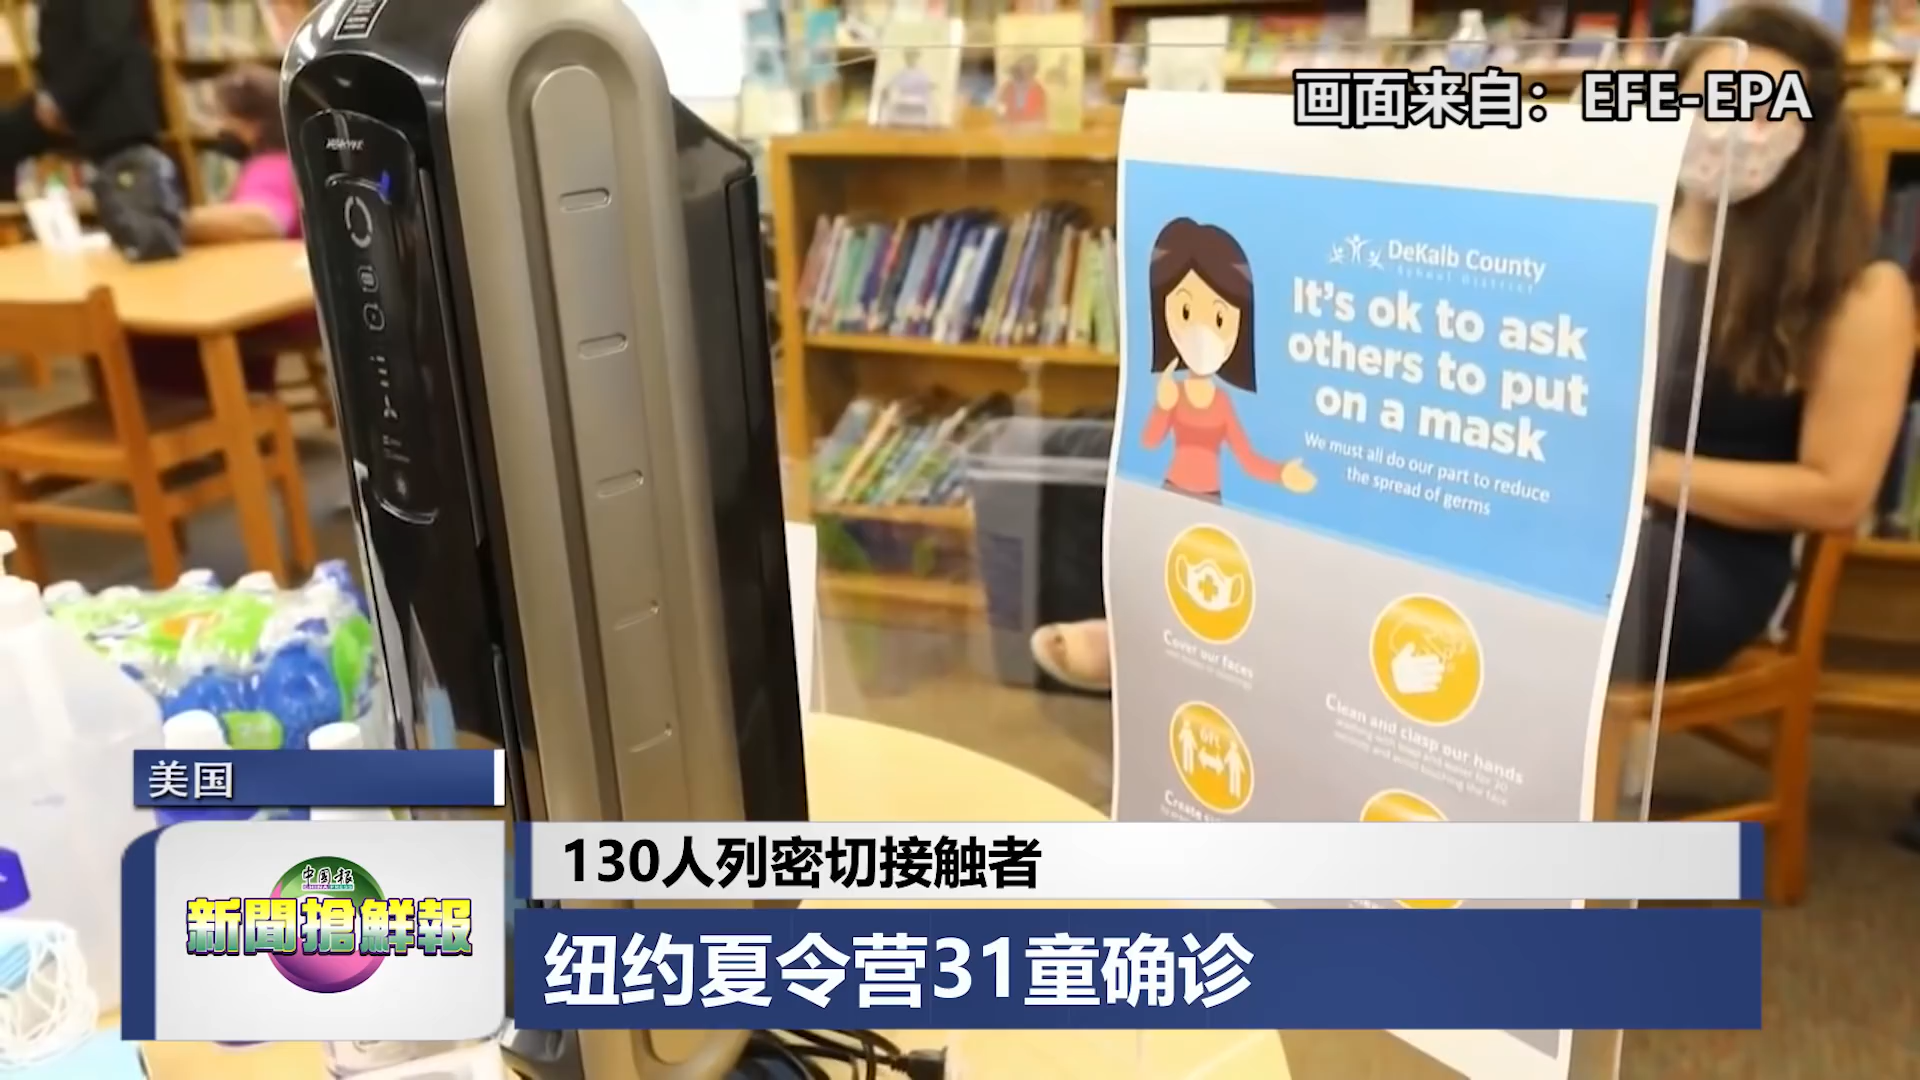 画面来自：EFE-EPA
DeKalb County
School District
It's ok to ask
others to put
on a mask
We must all do our part to reduce
the spread of germs
Cover our faces
6ft
Clean and clasp our hands
美国
中国报
CHINA PRESS
新聞搶鮮報
130人列密切接触者
纽约夏令营31童确诊